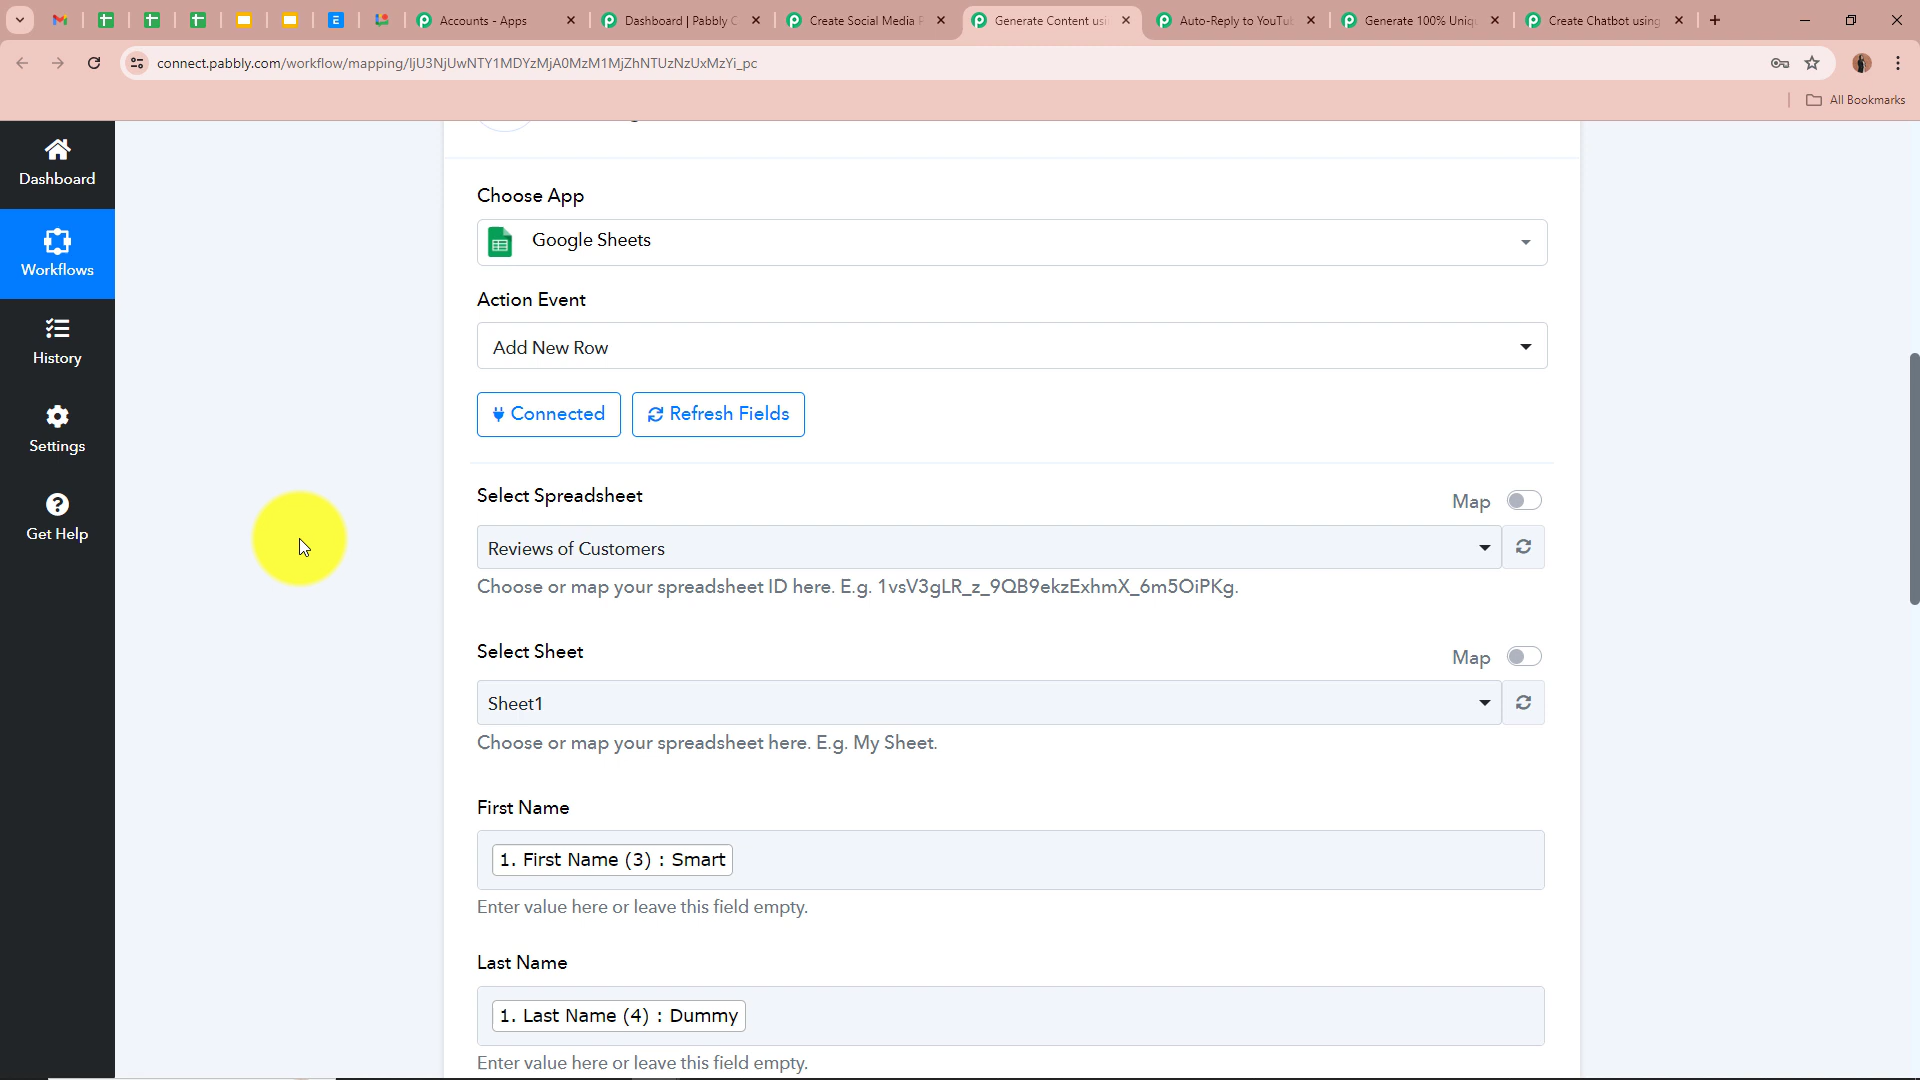 Accounts - Apps
Dashboard | Pabbly C
Create Social Media P
Generate Content usi
Auto-Reply to YouTu
Generate 100% Uniq
Create Chatbot using
connect.pabbly.com/workflow/mapping/IjU3NjUwNTY1MDYzMjA0MzM1MjZhNTUzNzUxMzYi_pc
All Bookmarks
Dashboard
Workflows
History
Settings
Get Help
Choose App
Google Sheets
Action Event
Add New Row
Connected
Refresh Fields
Select Spreadsheet
Map
Reviews of Customers
Choose or map your spreadsheet ID here. E.g. 1vsV3gLR_z_9QB9ekzExhmX_6m5OiPKg.
Select Sheet
Map
Sheet1
Choose or map your spreadsheet here. E.g. My Sheet.
First Name
1. First Name (3) : Smart
Enter value here or leave this field empty.
Last Name
1. Last Name (4) : Dummy
Enter value here or leave this field empty.